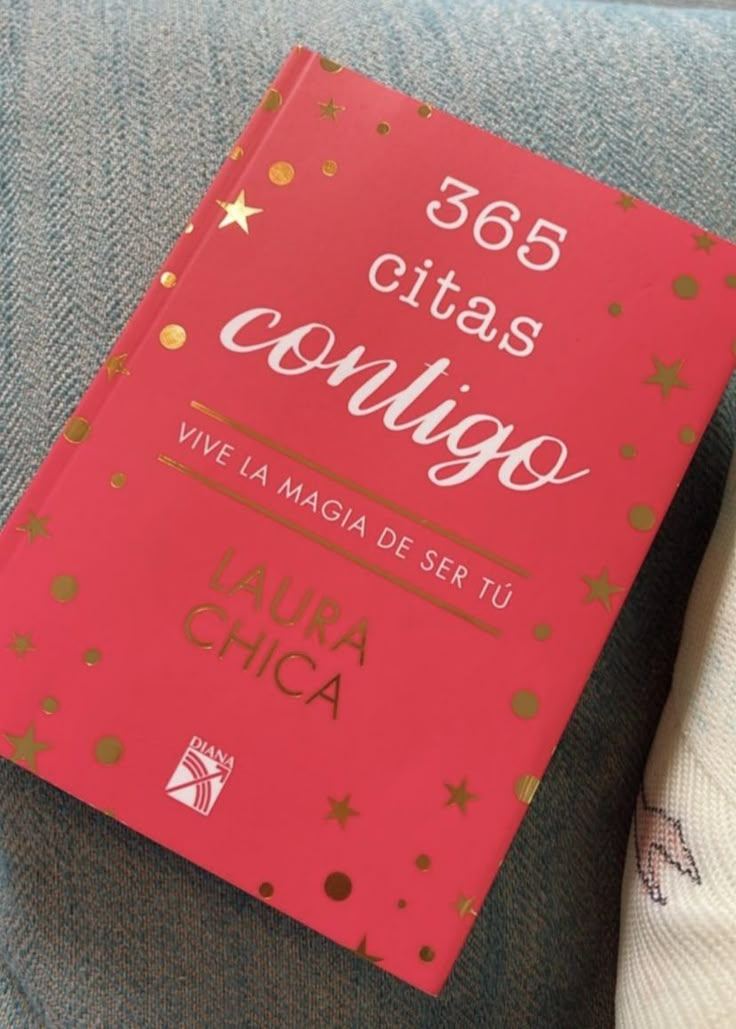 365
citas
contigo
VIVE LA MAGIA DE SER TÚ
LAURA
CHICA
DIANA